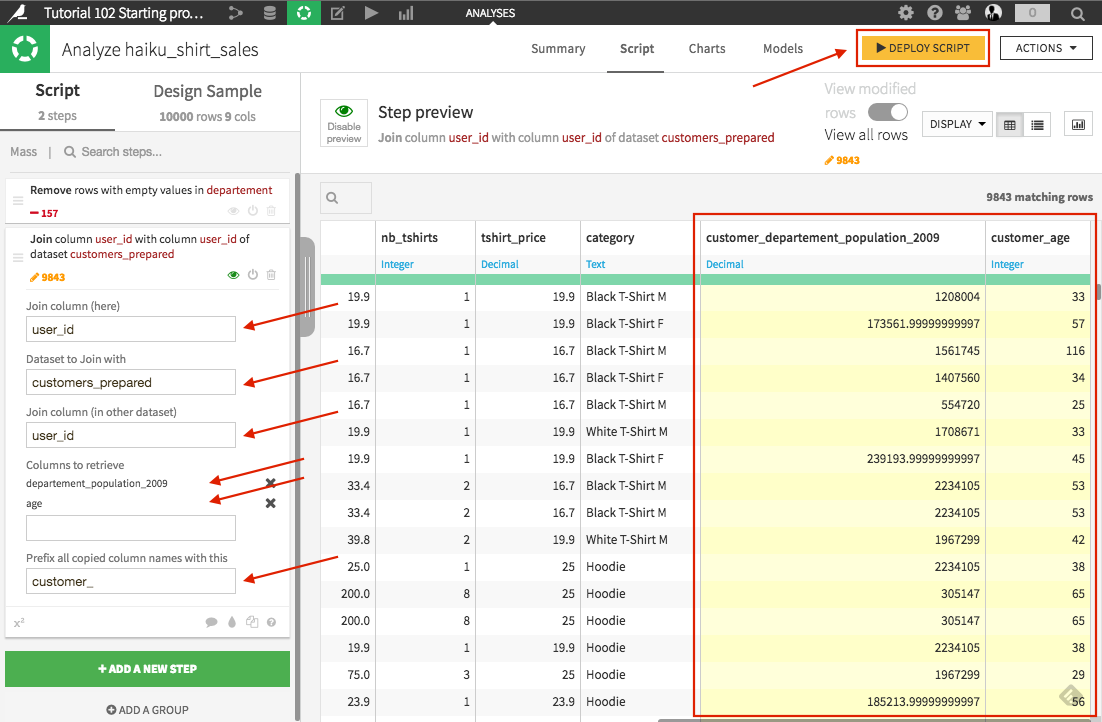 Tutorial 102 Starting pro...
ANALYSES
0
Analyze haiku_shirt_sales
Summary
Script
Charts
Models
DEPLOY SCRIPT
ACTIONS
Script
2 steps
Design Sample
10000 rows 9 cols
Mass | Search steps...
Remove rows with empty values in departement
157
Join column user_id with column user_id of
dataset customers_prepared
9843
Join column (here)
user_id
Dataset to Join with
customers_prepared
Join column (in other dataset)
user_id
Columns to retrieve
departement_population_2009
age
Prefix all copied column names with this
customer_
x²
+ ADD A NEW STEP
ADD A GROUP
Disable
preview
Step preview
Join column user_id with column user_id of dataset customers_prepared
View modified
rows
View all rows
9843
DISPLAY
9843 matching rows
nb_tshirts tshirt_price category customer_departement_population_2009 customer_age
Integer Decimal Text Decimal Integer
19.9 1 19.9 Black T-Shirt M 1208004 33
19.9 1 19.9 Black T-Shirt F 173561.99999999997 57
16.7 1 16.7 Black T-Shirt M 1561745 116
16.7 1 16.7 Black T-Shirt F 1407560 34
16.7 1 16.7 Black T-Shirt M 554720 25
19.9 1 19.9 White T-Shirt M 1708671 33
19.9 1 19.9 Black T-Shirt F 239193.99999999997 45
33.4 2 16.7 Black T-Shirt M 2234105 53
33.4 2 16.7 Black T-Shirt M 2234105 53
39.8 2 19.9 White T-Shirt M 1967299 42
25.0 1 25 Hoodie 2234105 38
200.0 8 25 Hoodie 305147 65
200.0 8 25 Hoodie 305147 65
19.9 1 19.9 Hoodie 2234105 38
75.0 3 25 Hoodie 1967299 29
23.9 1 23.9 Hoodie 185213.99999999997 56